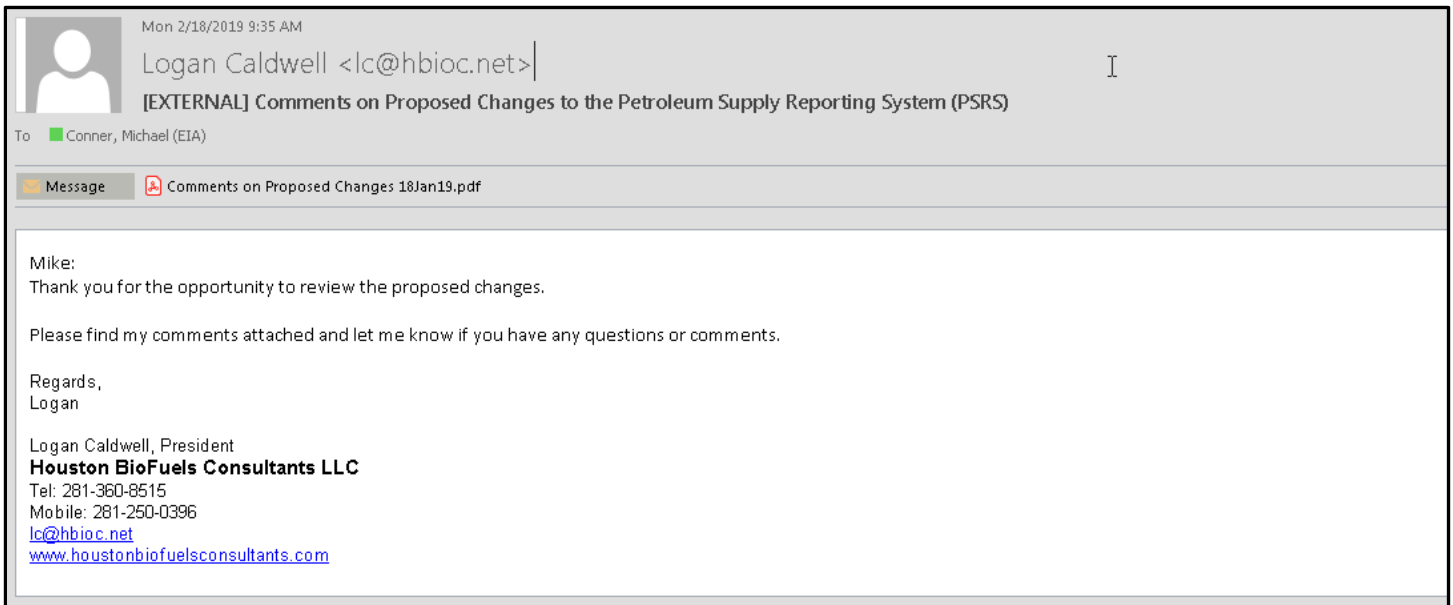 Mon 2/18/2019 9:35 AM
Logan Caldwell <lc@hbioc.net>
[EXTERNAL] Comments on Proposed Changes to the Petroleum Supply Reporting System (PSRS)
To Conner, Michael (EIA)
Message Comments on Proposed Changes 18Jan19.pdf
Mike:
Thank you for the opportunity to review the proposed changes.
Please find my comments attached and let me know if you have any questions or comments.
Regards,
Logan
Logan Caldwell, President
Houston BioFuels Consultants LLC
Tel: 281-360-8515
Mobile: 281-250-0396
lc@hbioc.net
www.houstonbiofuelsconsultants.com